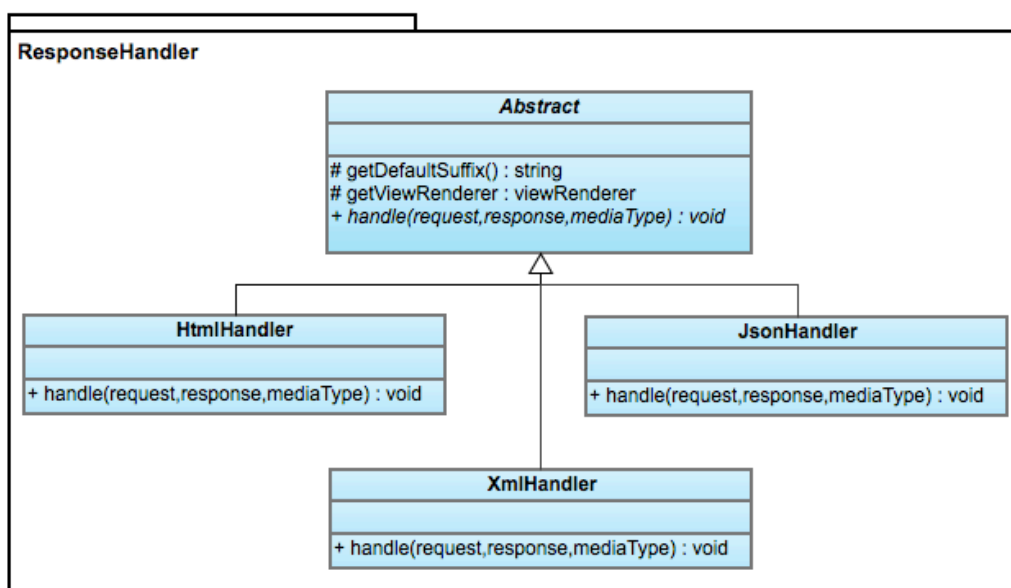 ResponseHandler
Abstract
# getDefaultSuffix() : string
# getViewRenderer : viewRenderer
+ handle(request,response,mediaType) : void
HtmlHandler
+ handle(request,response,mediaType) : void
JsonHandler
+ handle(request,response,mediaType) : void
XmlHandler
+ handle(request,response,mediaType) : void